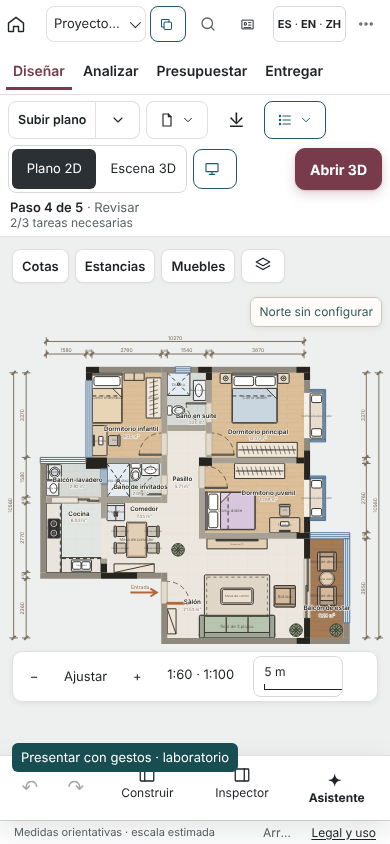 Proyecto...
ES · EN · ZH
Diseñar Analizar Presupuestar Entregar
Subir plano
Plano 2D Escena 3D Abrir 3D
Paso 4 de 5 · Revisar
2/3 tareas necesarias
Cotas Estancias Muebles
Norte sin configurar
10270
1580 2760 1540 3670
Baño en suite
Dormitorio infantil
Dormitorio principal
Balcón-lavadero
Pasillo
Baño de invitados
Dormitorio juvenil
Cocina
Comedor
Entrada
Salón
Balcón de estar
− Ajustar + 1:60 · 1:100 5 m
Presentar con gestos · laboratorio
Construir Inspector Asistente
Medidas orientativas · escala estimada Arr... Legal y uso